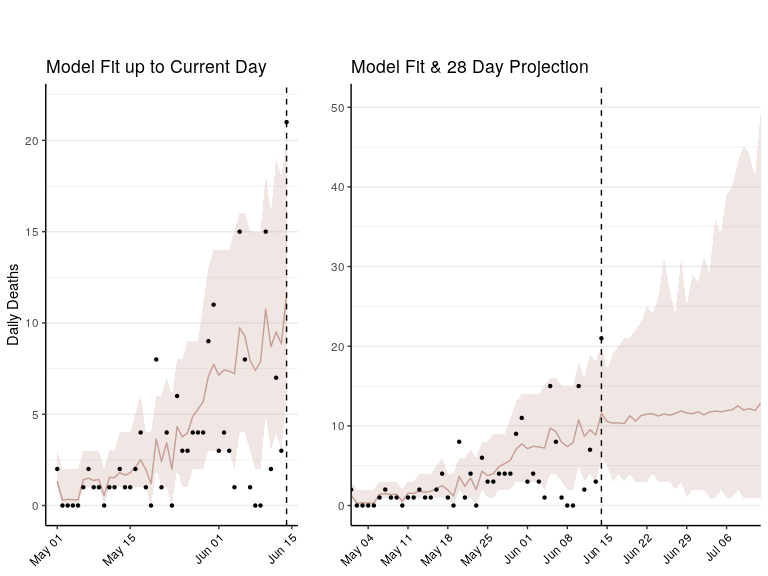 Model Fit up to Current Day
Model Fit & 28 Day Projection
Daily Deaths
20
15
10
5
0
May 01
May 15
Jun 01
Jun 15
50
40
30
20
10
0
May 04
May 11
May 18
May 25
Jun 01
Jun 08
Jun 15
Jun 22
Jun 29
Jul 06